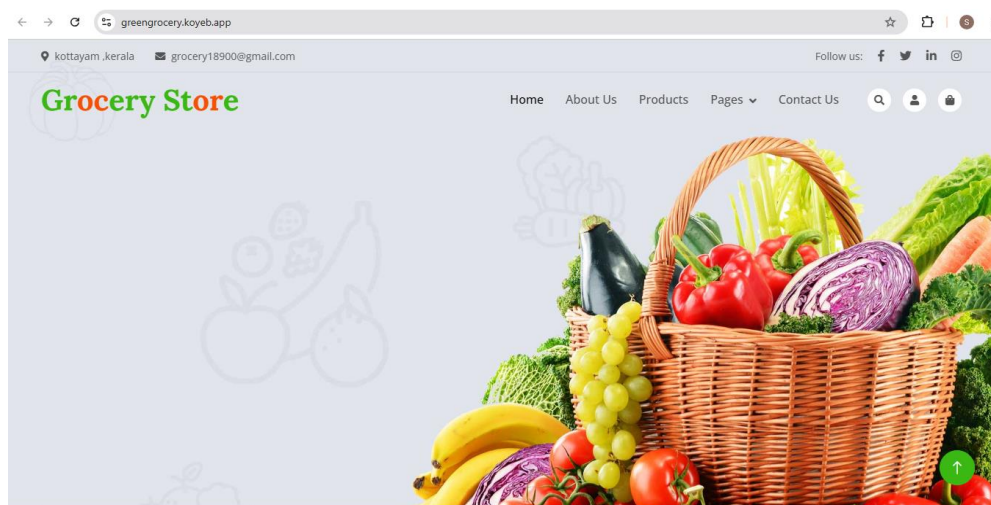 greengrocery.koyeb.app
S
kottayam ,kerala grocery18900@gmail.com Follow us:
Grocery Store Home About Us Products Pages Contact Us